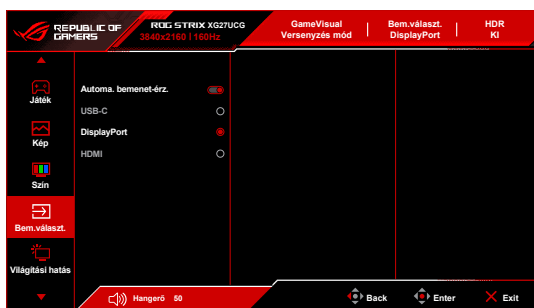 REPUBLIC OF
GAMERS
ROG STRIX XG27UCG
3840x2160 | 160Hz
GameVisual
Versenyzés mód
Bem.választ.
DisplayPort
HDR
KI
Játék
Kép
Szín
Bem.választ.
Világítási hatás
Automa. bemenet-érz.
USB-C
DisplayPort
HDMI
Hangerő 50
Back
Enter
Exit